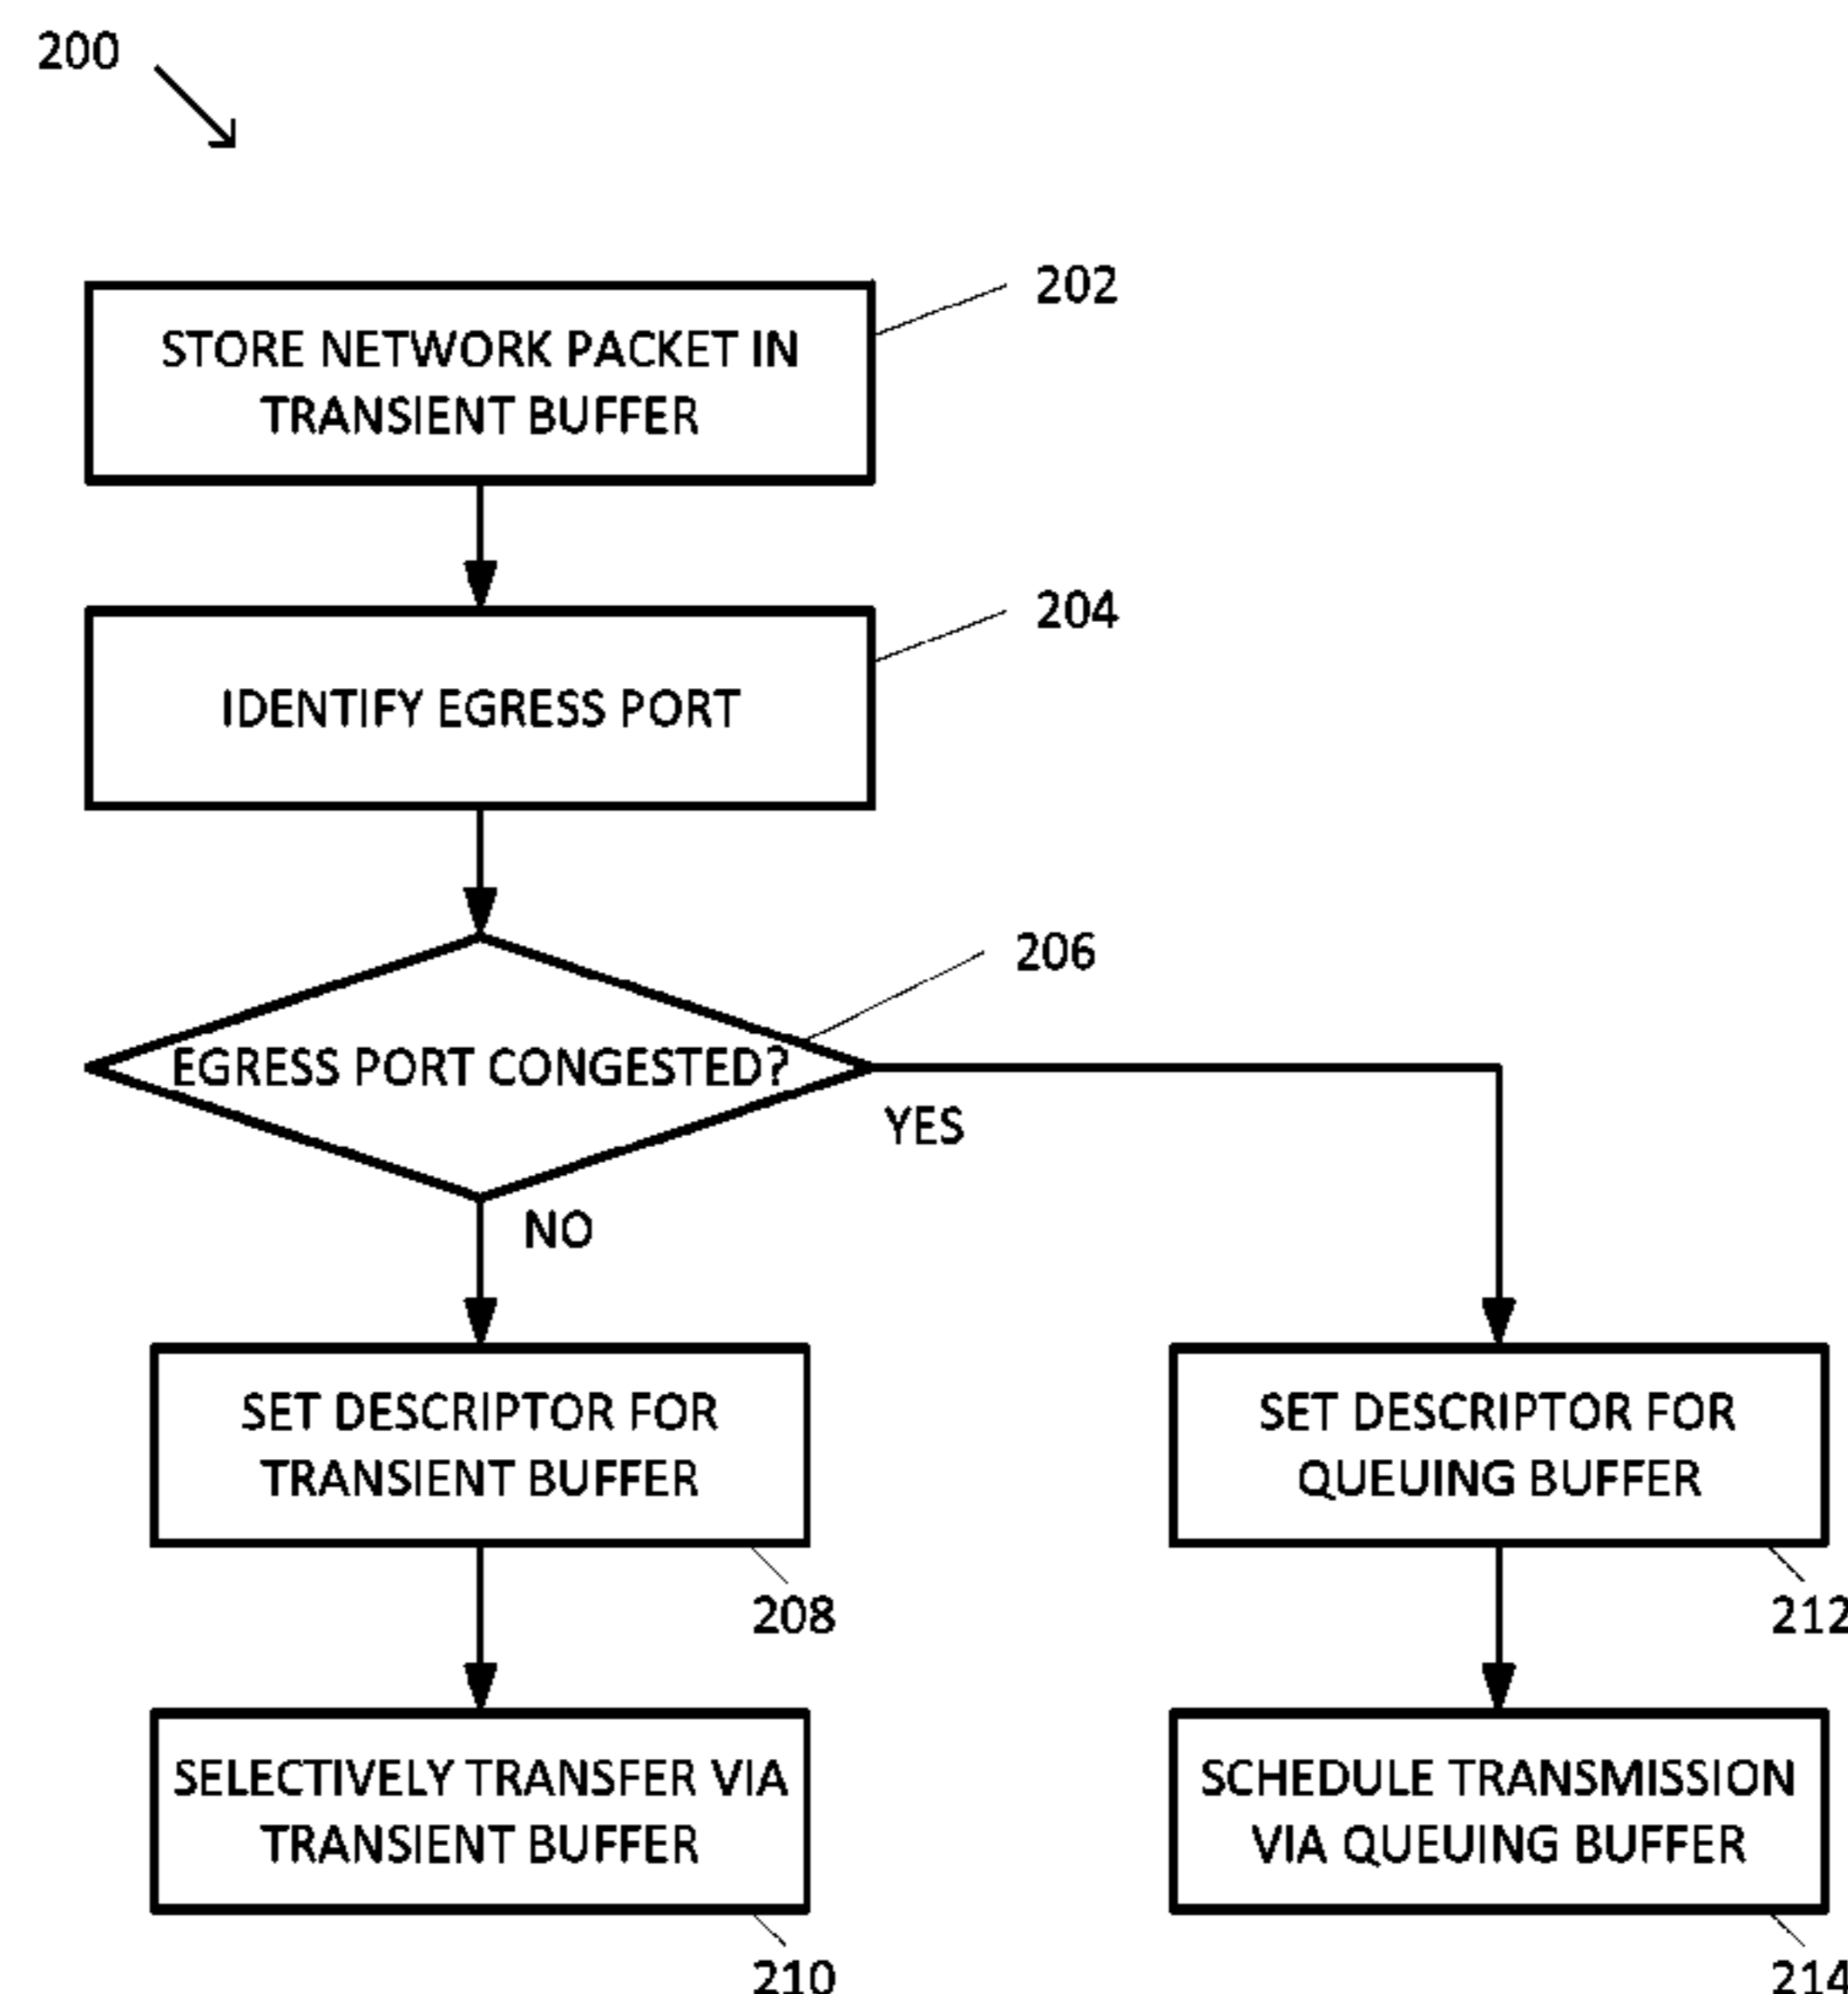 200
202
STORE NETWORK PACKET IN
TRANSIENT BUFFER
204
IDENTIFY EGRESS PORT
206
EGRESS PORT CONGESTED?
YES
NO
SET DESCRIPTOR FOR
TRANSIENT BUFFER
208
SET DESCRIPTOR FOR
QUEUING BUFFER
212
SELECTIVELY TRANSFER VIA
TRANSIENT BUFFER
210
SCHEDULE TRANSMISSION
VIA QUEUING BUFFER
214